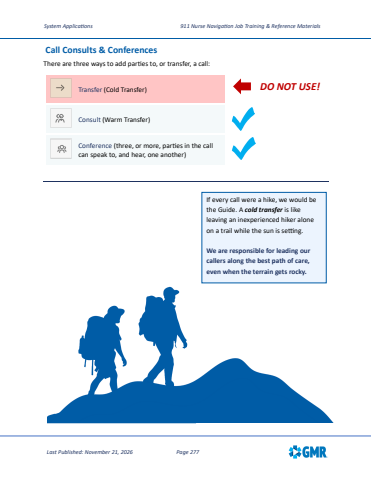 System Applications
911 Nurse Navigation Job Training & Reference Materials
Call Consults & Conferences
There are three ways to add parties to, or transfer, a call:
Transfer (Cold Transfer)
DO NOT USE!
Consult (Warm Transfer)
Conference (three, or more, parties in the call
can speak to, and hear, one another)
If every call were a hike, we would be
the Guide. A cold transfer is like
leaving an inexperienced hiker alone
on a trail while the sun is setting.
We are responsible for leading our
callers along the best path of care,
even when the terrain gets rocky.
Last Published: November 21, 2026
Page 277
GMR